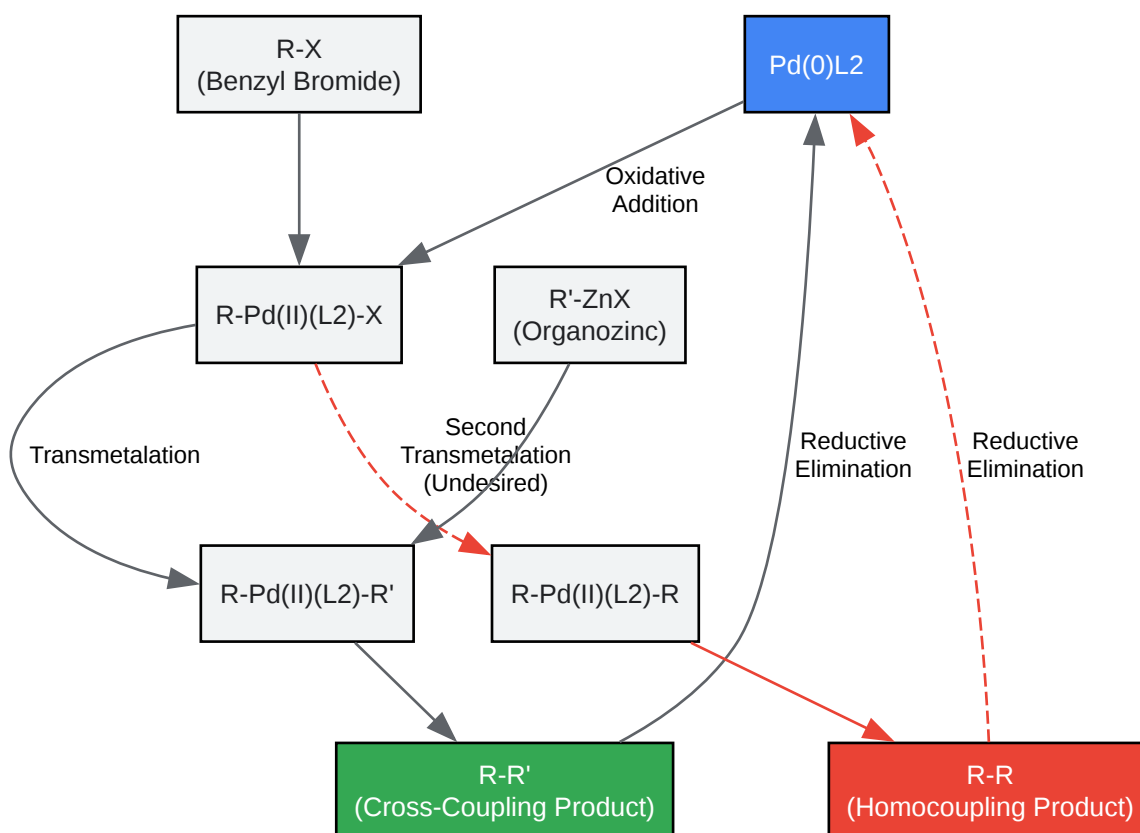 R-X
(Benzyl Bromide)
Pd(0)L2
Oxidative
Addition
R-Pd(II)(L2)-X
R'-ZnX
(Organozinc)
Transmetalation
Second
Transmetalation
(Undesired)
Reductive
Elimination
Reductive
Elimination
R-Pd(II)(L2)-R'
R-Pd(II)(L2)-R
R-R'
(Cross-Coupling Product)
R-R
(Homocoupling Product)